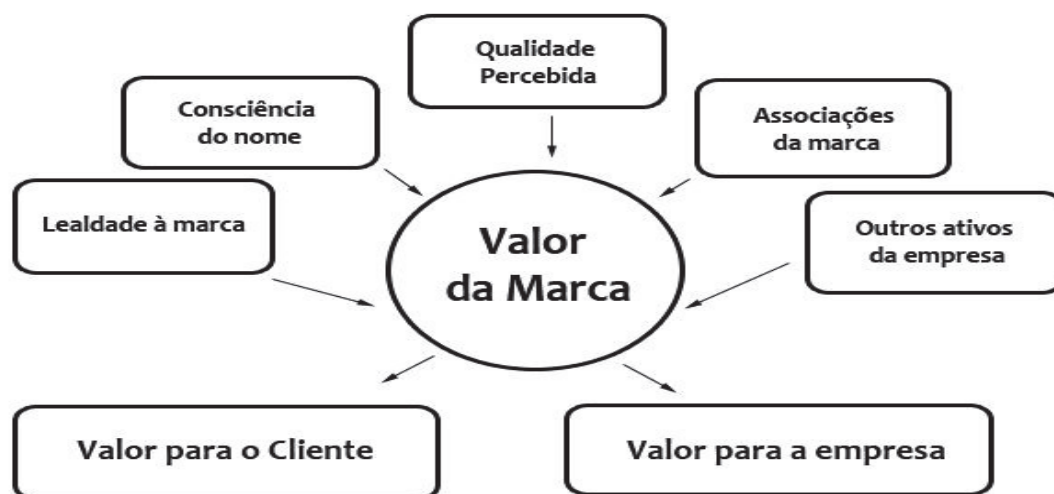 Qualidade
Percebida
Consciência
do nome
Associações
da marca
Lealdade à marca
Outros ativos
da empresa
Valor
da Marca
Valor para o Cliente
Valor para a empresa